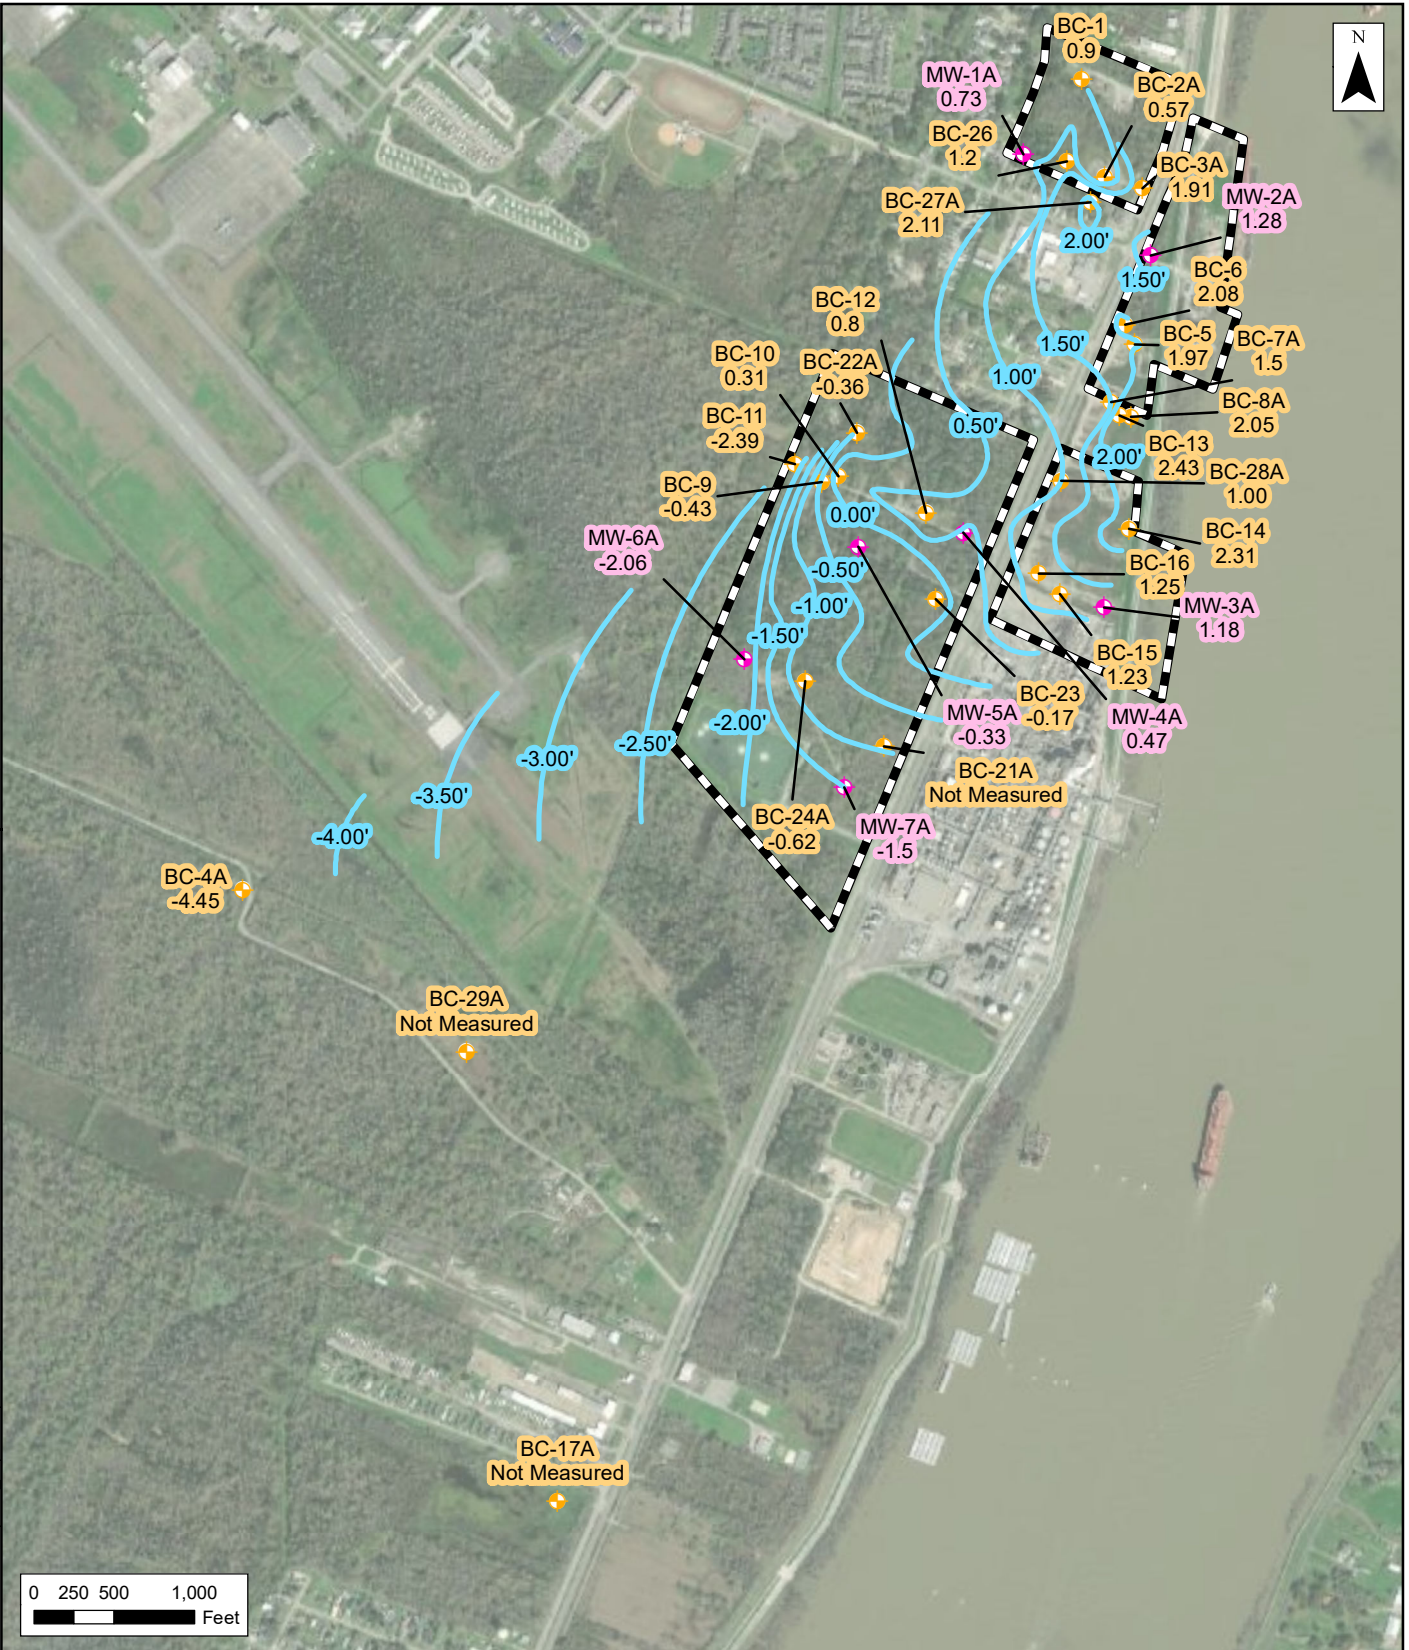 N
BC-1
0.9
MW-1A
0.73
BC-2A
0.57
BC-26
1.2
BC-3A
1.91
BC-27A
2.11
MW-2A
1.28
2.00'
1.50'
BC-6
2.08
BC-12
0.8
BC-5
1.97
BC-7A
1.5
1.50'
BC-10
0.31
BC-22A
-0.36
1.00'
BC-8A
2.05
BC-11
-2.39
0.50'
BC-13
2.43
2.00'
BC-28A
1.00
BC-9
-0.43
0.00'
MW-6A
-2.06
BC-14
2.31
-0.50'
BC-16
1.25
-1.00'
MW-3A
1.18
-1.50'
BC-15
1.23
BC-23
-0.17
MW-5A
-0.33
MW-4A
0.47
-2.00'
-2.50'
-3.00'
BC-21A
Not Measured
-3.50'
BC-24A
-0.62
MW-7A
-1.5
-4.00'
BC-4A
-4.45
BC-29A
Not Measured
BC-17A
Not Measured
0 250 500 1,000
Feet